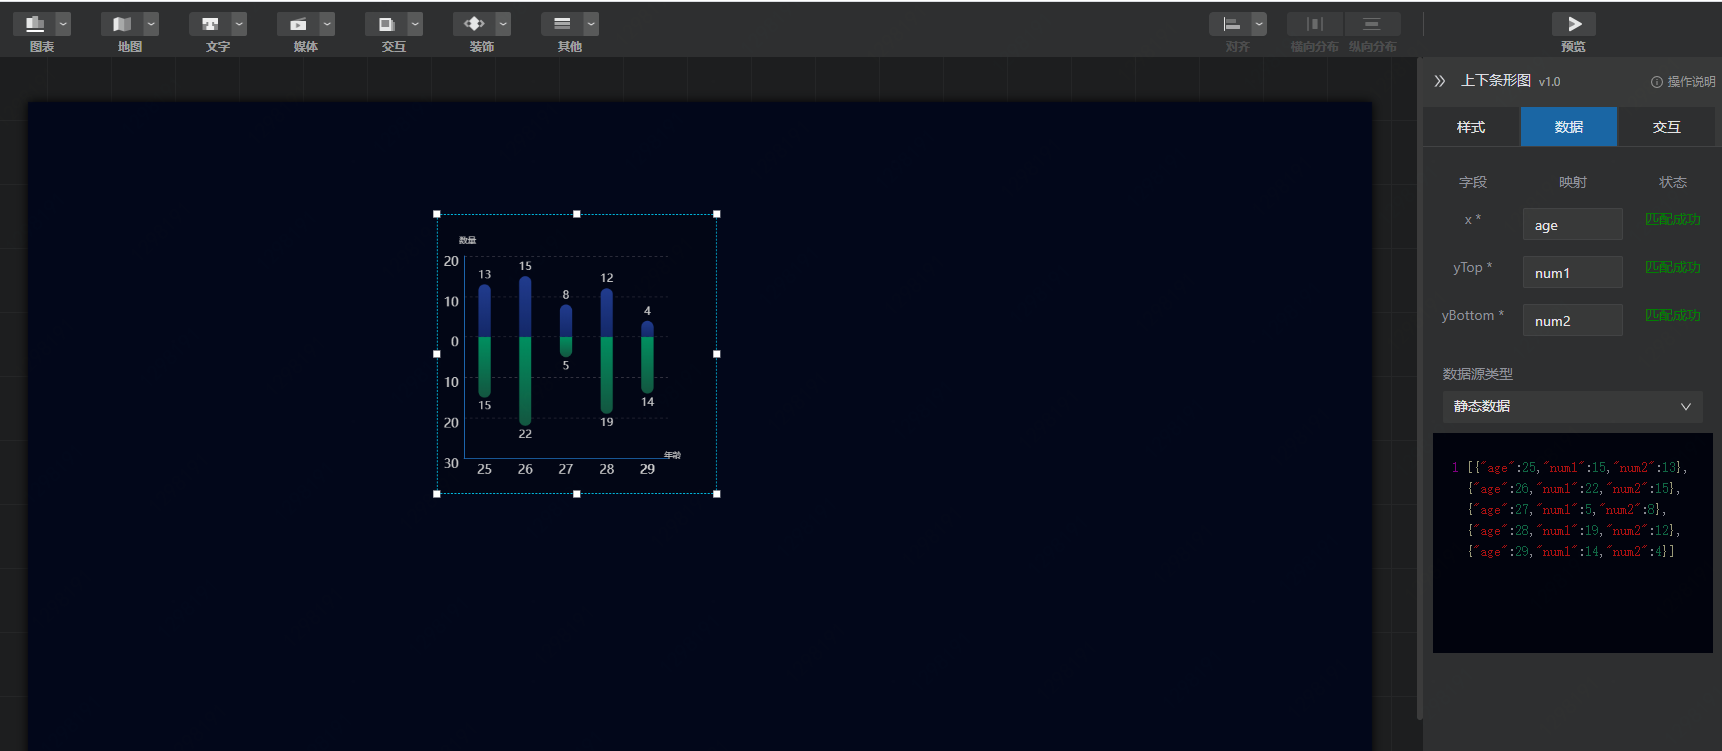 图表 地图 文字 媒体 交互 装饰 其他 对齐 横向分布 纵向分布 预览
上下条形图 v1.0 操作说明
样式 数据 交互
字段 映射 状态
x * age 匹配成功
yTop * num1 匹配成功
yBottom * num2 匹配成功
数据源类型
静态数据
1 [{"age":25,"num1":15,"num2":13},
{"age":26,"num1":22,"num2":15},
{"age":27,"num1":5,"num2":8},
{"age":28,"num1":19,"num2":12},
{"age":29,"num1":14,"num2":4}]
数量
20
13 15 8 12 4
10
0
10
15 22 5 19 14
20
30
年龄
25 26 27 28 29